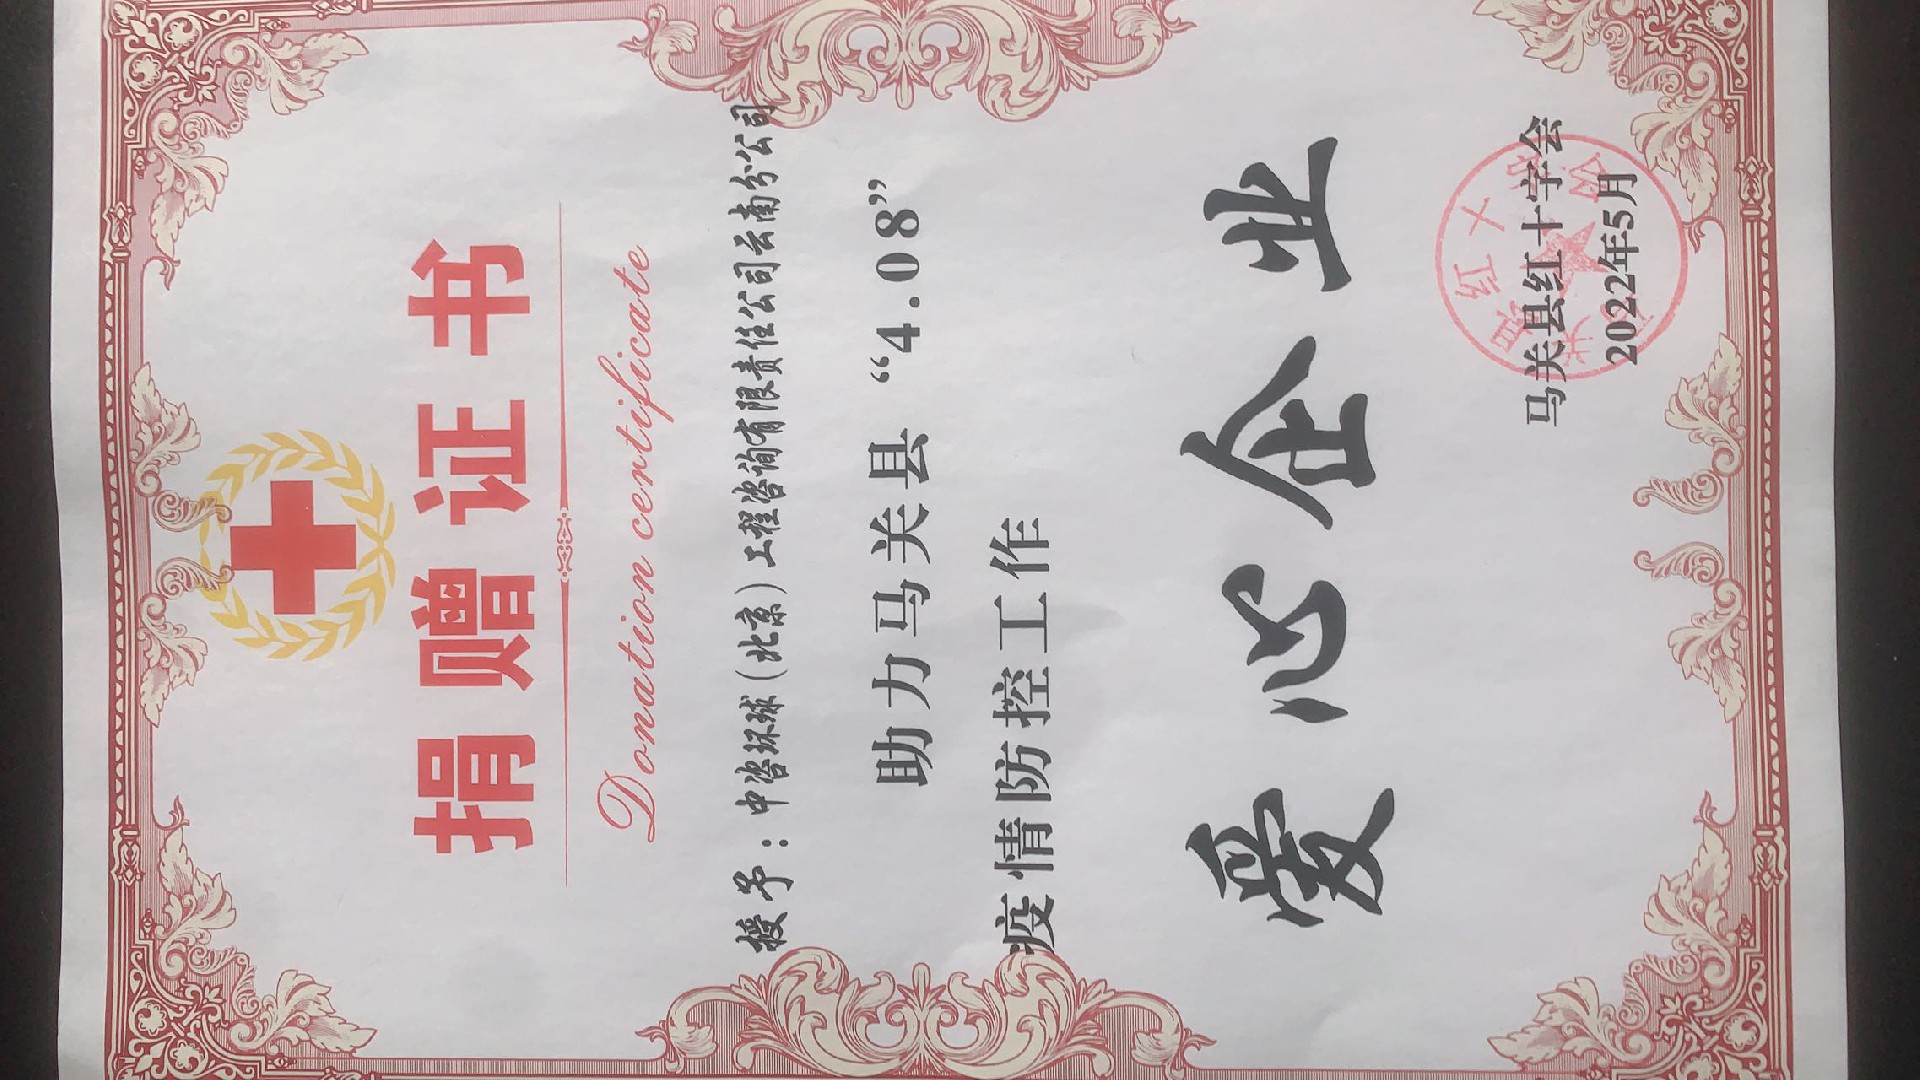 捐赠证书
Donation certificate
授予：中咨环球(北京)工程咨询有限责任公司云南分公司
助力马关县“4.08”
疫情防控工作
爱心企业
马关县红十字会
2022年5月